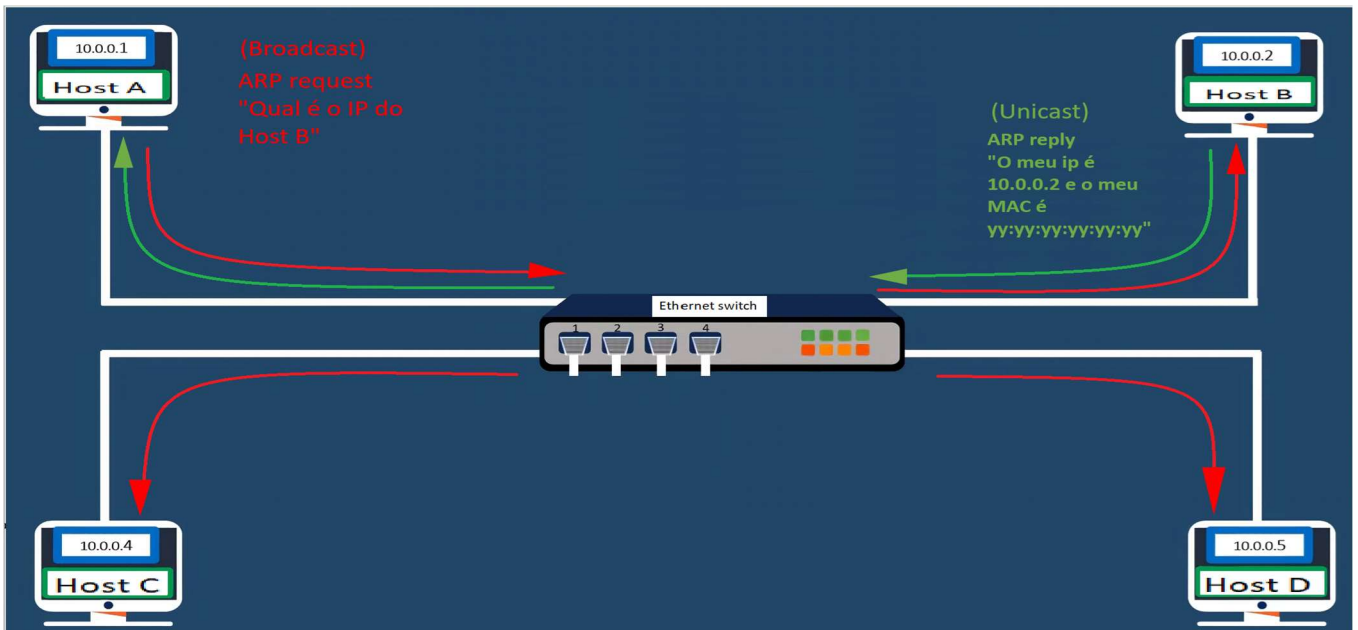 10.0.0.1
Host A
(Broadcast)
ARP request
"Qual é o IP do
Host B"
10.0.0.2
Host B
(Unicast)
ARP reply
"O meu ip é
10.0.0.2 e o meu
MAC é
yy:yy:yy:yy:yy:yy"
Ethernet switch
1 2 3 4
10.0.0.4
Host C
10.0.0.5
Host D